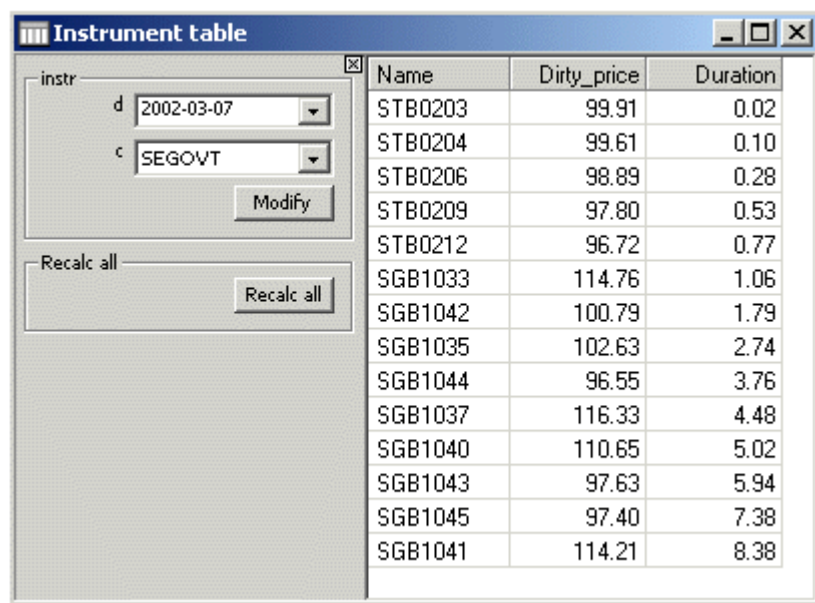 Instrument table
instr
d 2002-03-07
c SEGOVT
Modify
Recalc all
Recalc all
Name Dirty_price Duration
STB0203 99.91 0.02
STB0204 99.61 0.10
STB0206 98.89 0.28
STB0209 97.80 0.53
STB0212 96.72 0.77
SGB1033 114.76 1.06
SGB1042 100.79 1.79
SGB1035 102.63 2.74
SGB1044 96.55 3.76
SGB1037 116.33 4.48
SGB1040 110.65 5.02
SGB1043 97.63 5.94
SGB1045 97.40 7.38
SGB1041 114.21 8.38